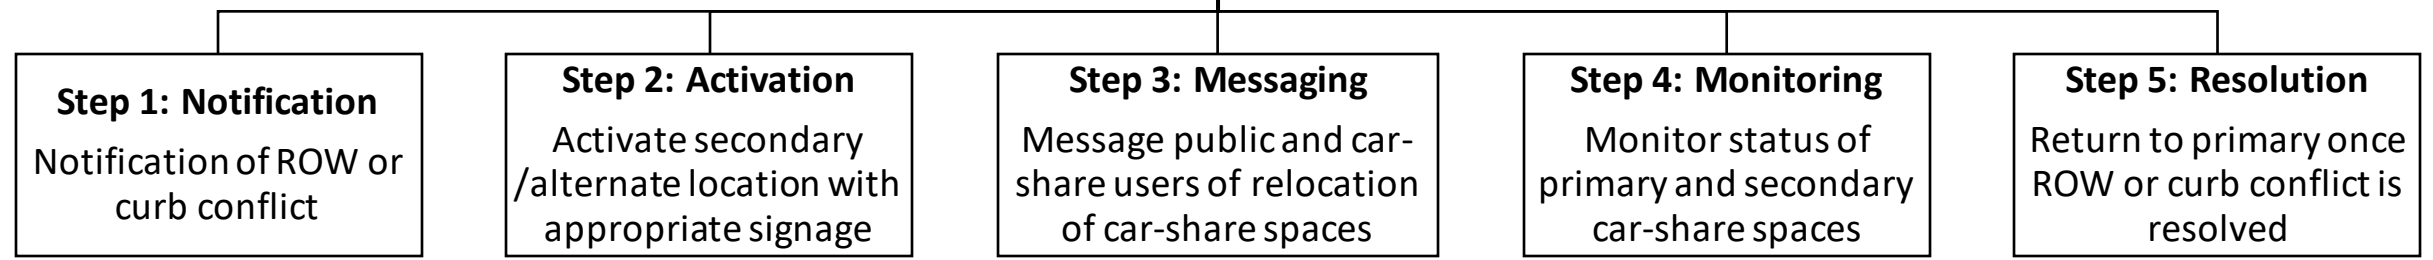 Step 1: Notification
Notification of ROW or
curb conflict
Step 2: Activation
Activate secondary
/alternate location with
appropriate signage
Step 3: Messaging
Message public and car-
share users of relocation
of car-share spaces
Step 4: Monitoring
Monitor status of
primary and secondary
car-share spaces
Step 5: Resolution
Return to primary once
ROW or curb conflict is
resolved